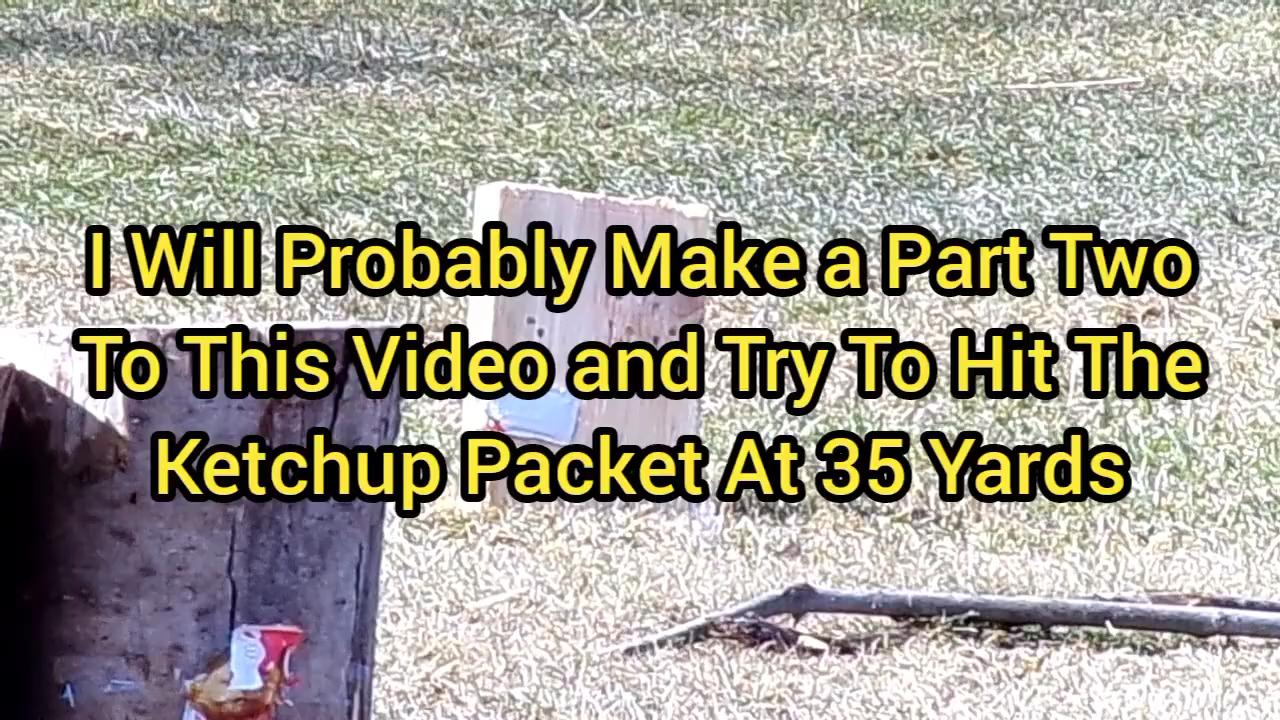 I Will Probably Make a Part Two
To This Video and Try To Hit The
Ketchup Packet At 35 Yards